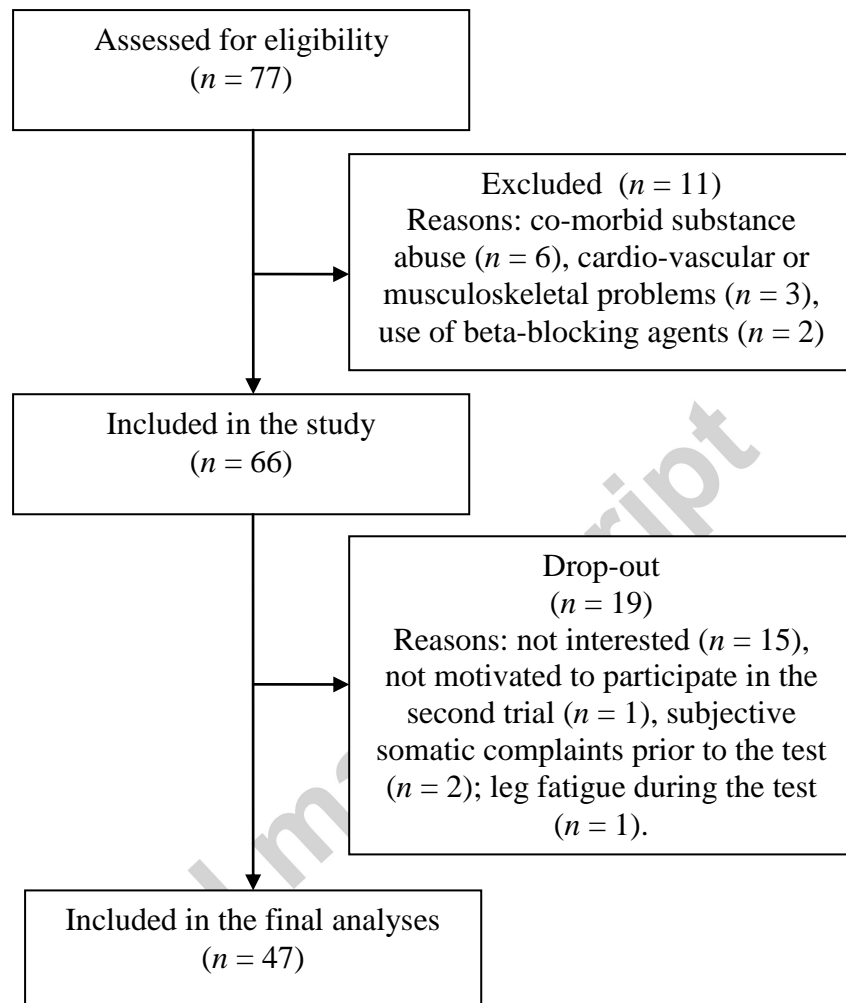 Assessed for eligibility
(n = 77)
Excluded (n = 11)
Reasons: co-morbid substance
abuse (n = 6), cardio-vascular or
musculoskeletal problems (n = 3),
use of beta-blocking agents (n = 2)
Included in the study
(n = 66)
Drop-out
(n = 19)
Reasons: not interested (n = 15),
not motivated to participate in the
second trial (n = 1), subjective
somatic complaints prior to the test
(n = 2); leg fatigue during the test
(n = 1).
Included in the final analyses
(n = 47)